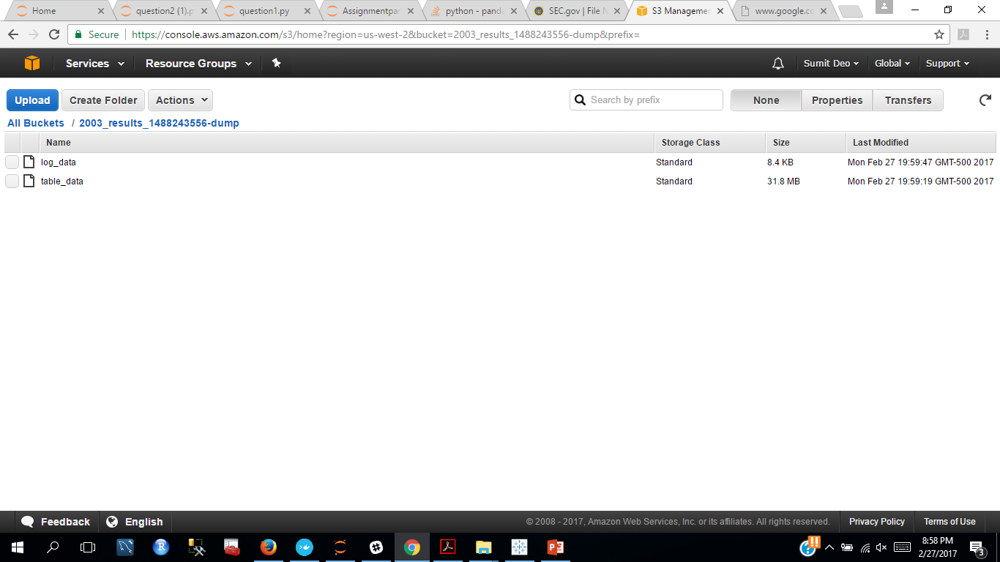 Home question2 (1).p question1.py Assignmentpar python - panda SEC.gov | File N S3 Managemen www.google.co
Secure https://console.aws.amazon.com/s3/home?region=us-west-2&bucket=2003_results_1488243556-dump&prefix=
Services Resource Groups Sumit Deo Global Support
Upload Create Folder Actions Search by prefix None Properties Transfers
All Buckets / 2003_results_1488243556-dump
Name Storage Class Size Last Modified
log_data Standard 8.4 KB Mon Feb 27 19:59:47 GMT-500 2017
table_data Standard 31.8 MB Mon Feb 27 19:59:19 GMT-500 2017
Feedback English © 2008 - 2017, Amazon Web Services, Inc. or its affiliates. All rights reserved. Privacy Policy Terms of Use
8:58 PM
2/27/2017
3